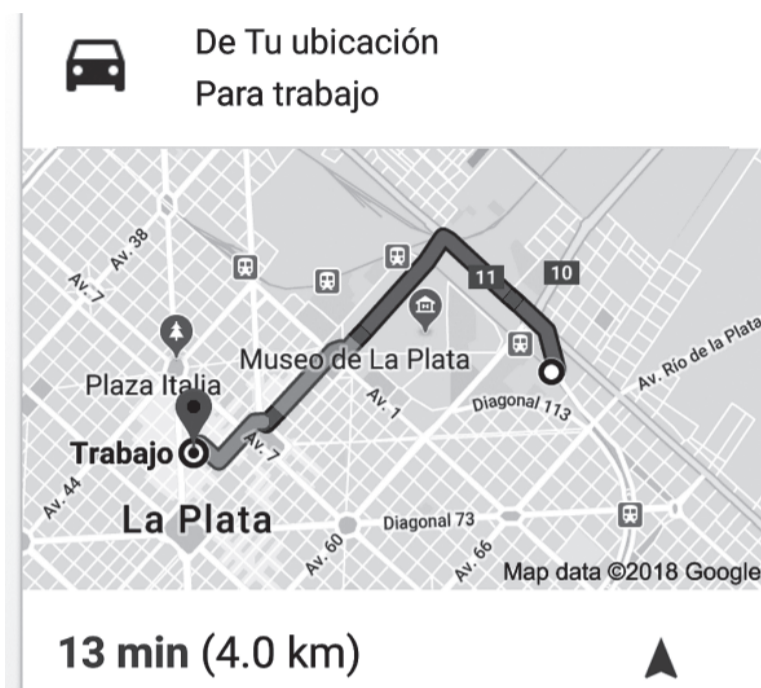 De Tu ubicación
Para trabajo
Av. 38
Av. 7
11
10
Museo de La Plata
Plaza Italia
Av. Río de la Plata
Av. 1
Diagonal 113
Av. 7
Trabajo
Av. 44
La Plata
Diagonal 73
Av. 60
Av. 66
Map data ©2018 Google
13 min (4.0 km)